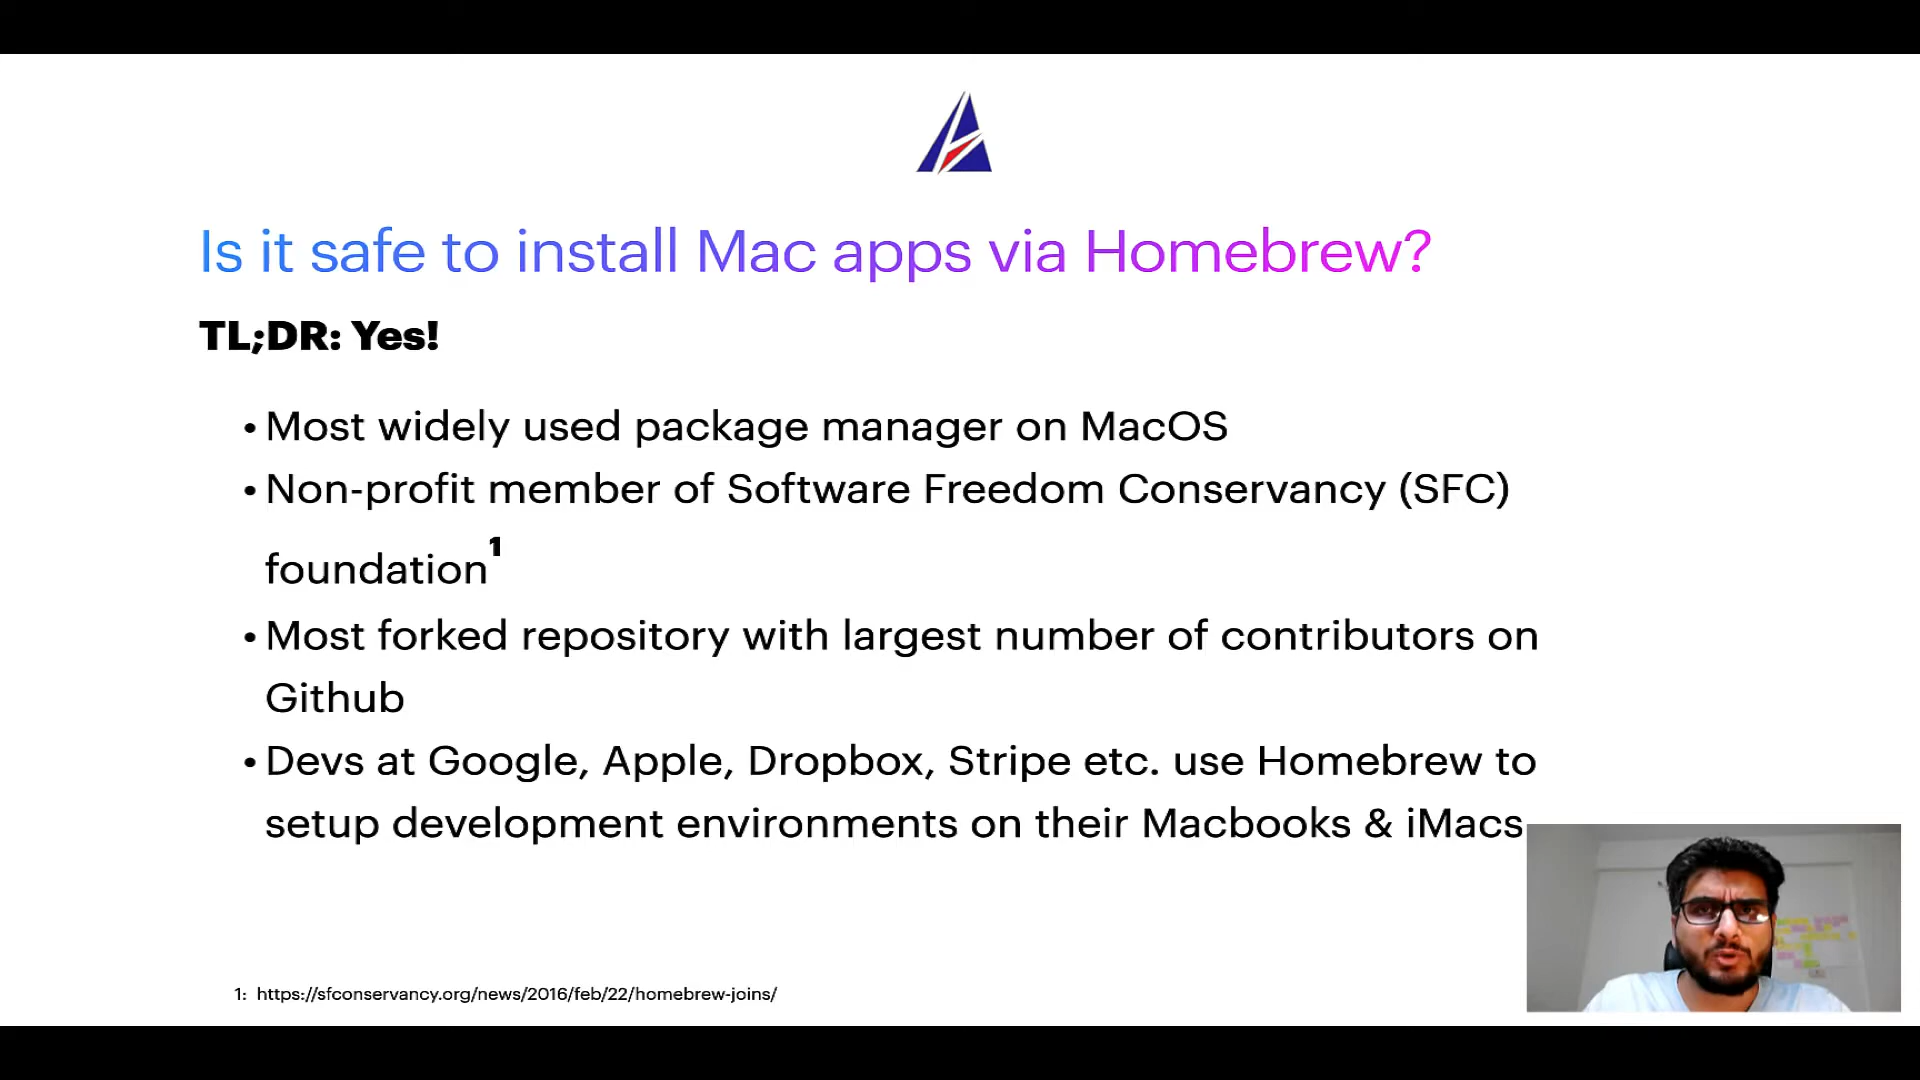 Is it safe to install Mac apps via Homebrew?
TL;DR: Yes!
• Most widely used package manager on MacOS
• Non-profit member of Software Freedom Conservancy (SFC)
foundation1
• Most forked repository with largest number of contributors on
Github
• Devs at Google, Apple, Dropbox, Stripe etc. use Homebrew to
setup development environments on their Macbooks & iMacs
1: https://sfconservancy.org/news/2016/feb/22/homebrew-joins/